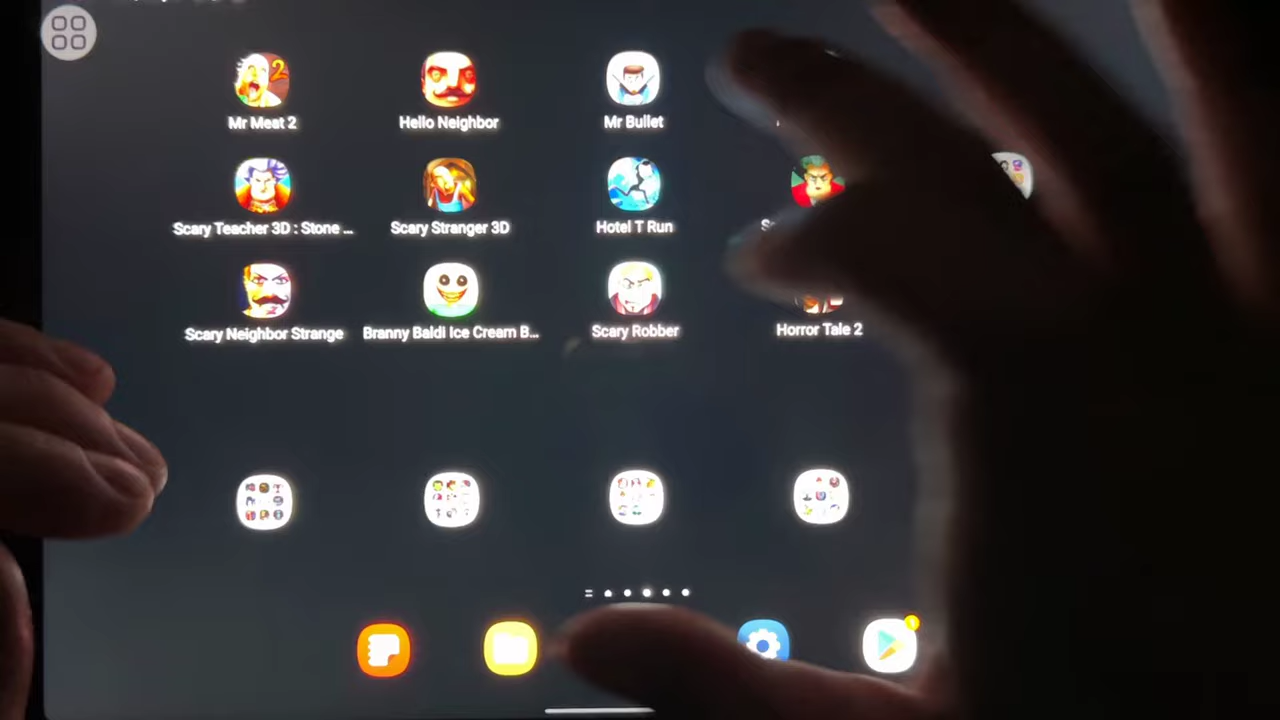 2
Mr Meat 2
Hello Neighbor
Mr Bullet
Scary Teacher 3D : Stone ...
Scary Stranger 3D
Hotel T Run
Scary Neighbor Strange
Branny Baldi Ice Cream B...
Scary Robber
Horror Tale 2